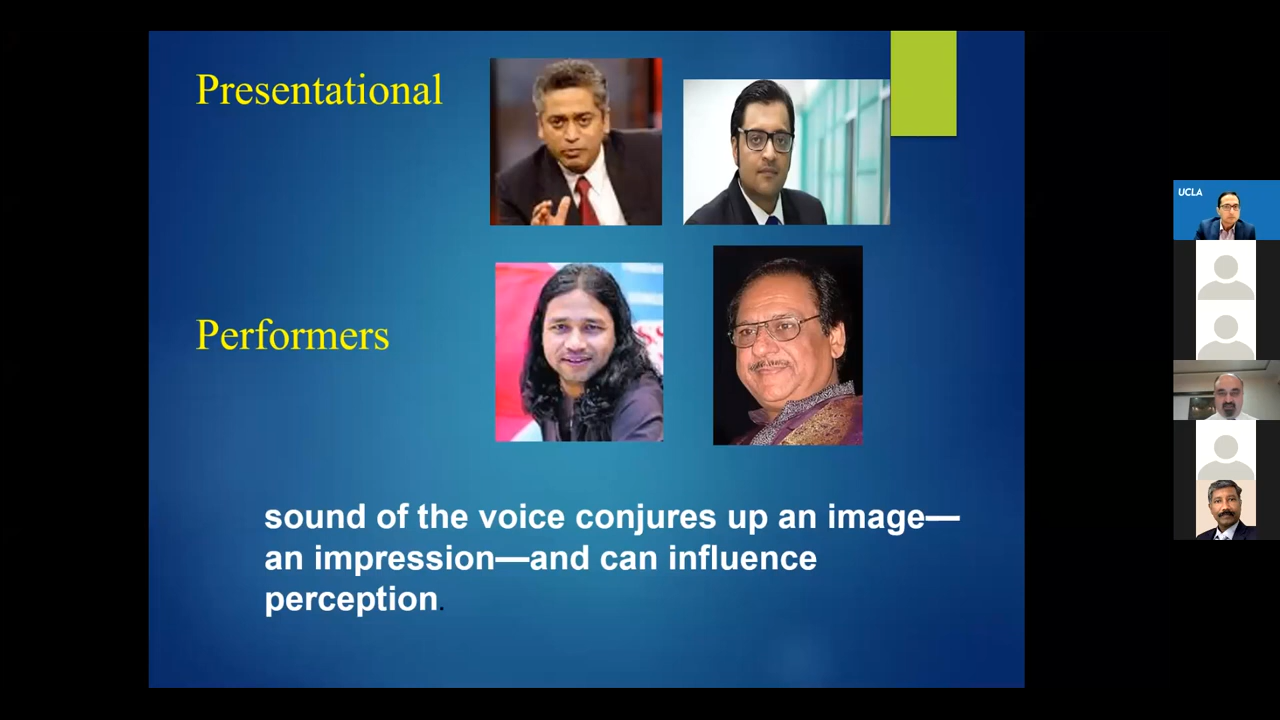 Presentational
Performers
sound of the voice conjures up an image—
an impression—and can influence
perception.
UCLA